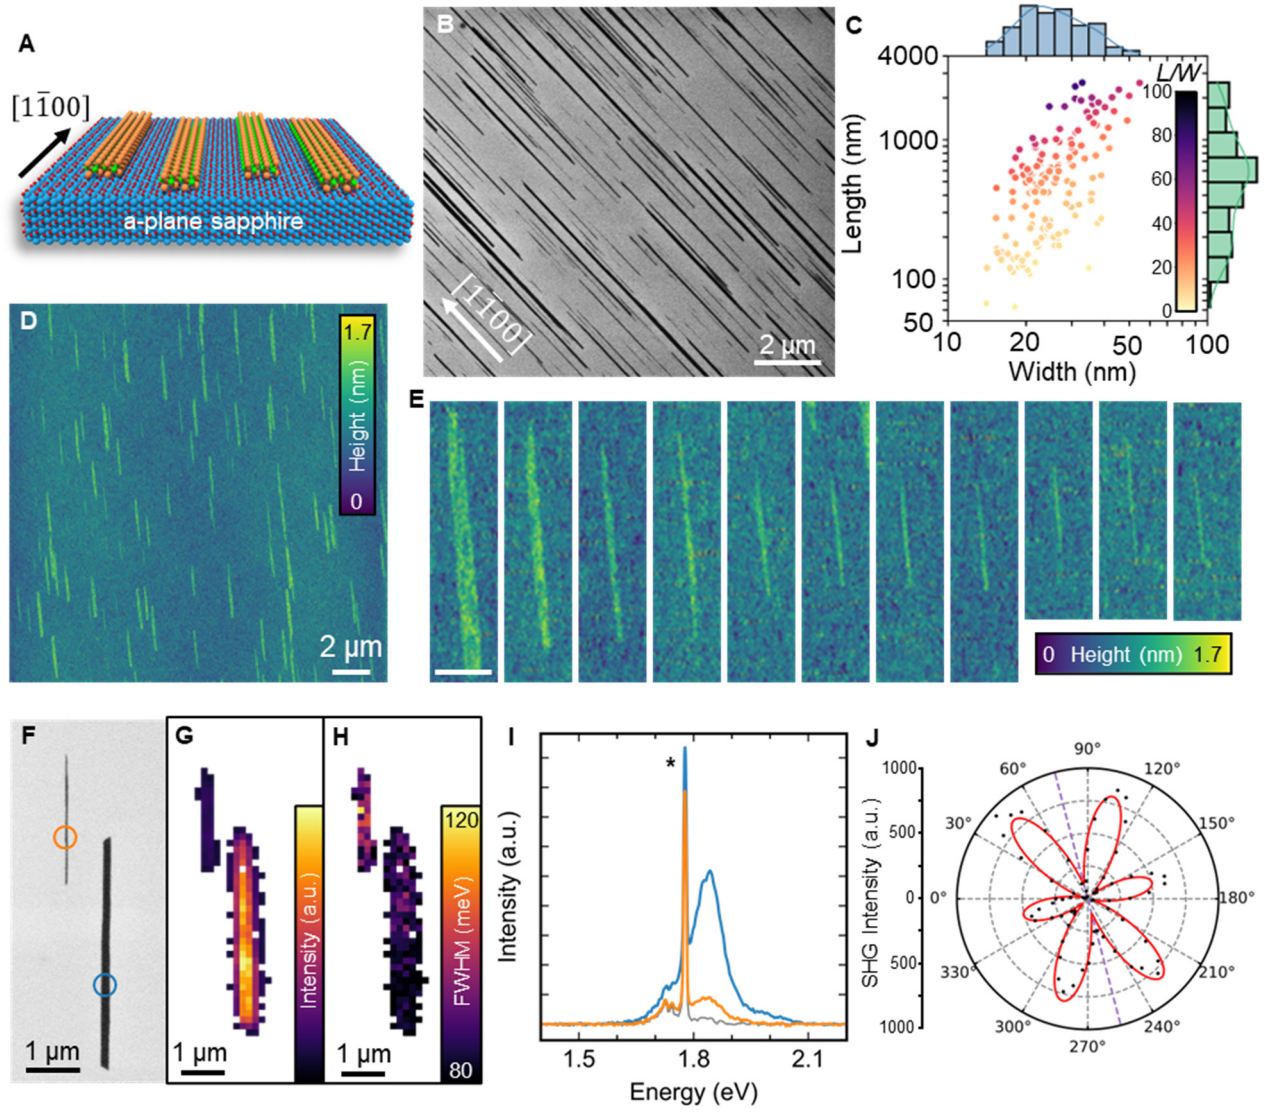 A
[11̅00]
a-plane sapphire
B
[11̅00]
2 μm
C
4000
1000
100
50
Length (nm)
10
20
50
100
Width (nm)
L/W
100
80
60
40
20
0
D
1.7
Height (nm)
0
2 μm
E
0 Height (nm) 1.7
F
1 μm
G
Intensity (a.u.)
1 μm
H
120
FWHM (meV)
80
1 μm
I
*
Intensity (a.u.)
1.5
1.8
2.1
Energy (eV)
J
SHG Intensity (a.u.)
1000
500
0
500
1000
0°
30°
60°
90°
120°
150°
180°
210°
240°
270°
300°
330°